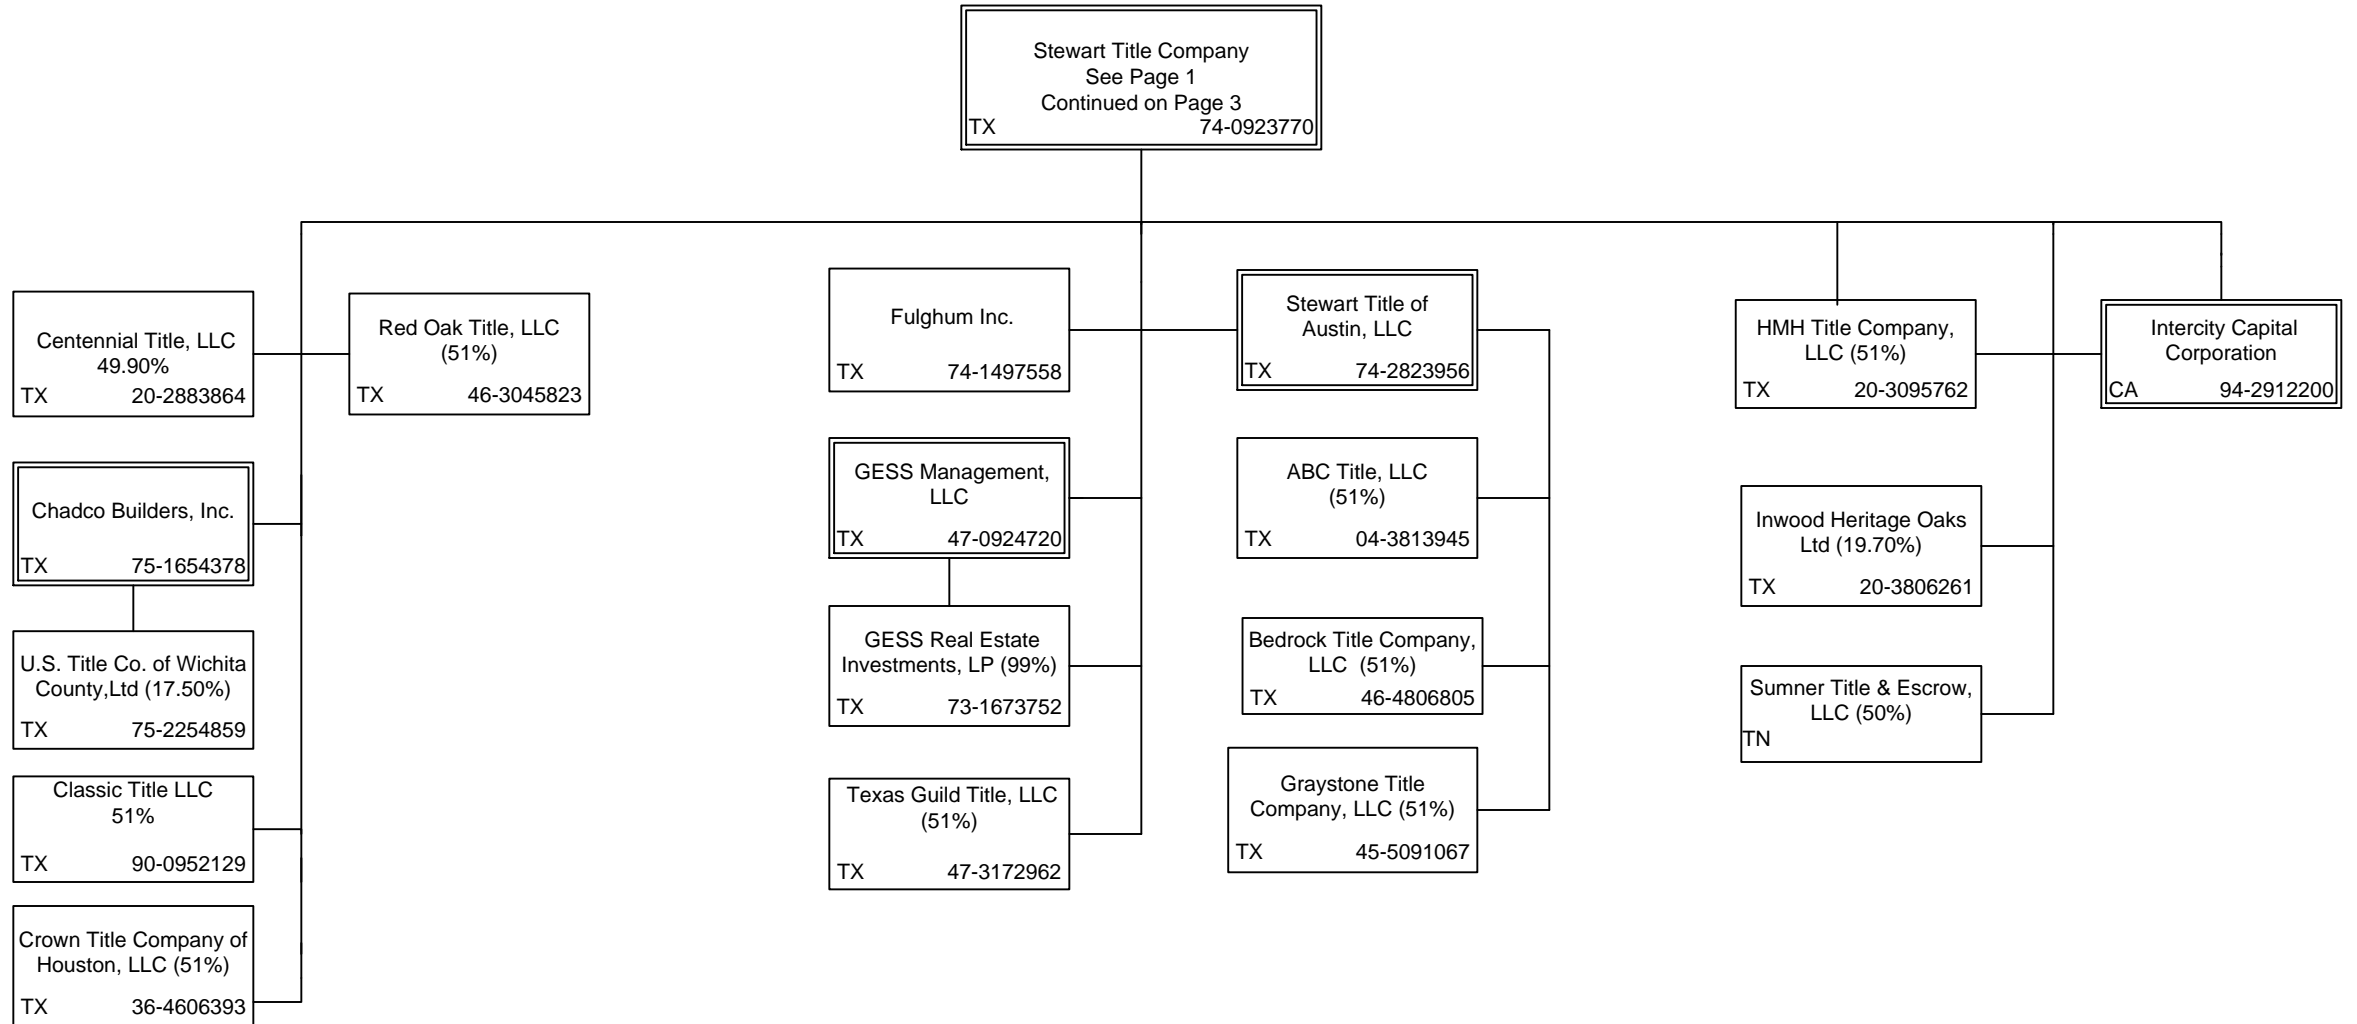 Stewart Title Company
See Page 1
Continued on Page 3
TX 74-0923770
Centennial Title, LLC
49.90%
TX 20-2883864
Red Oak Title, LLC
(51%)
TX 46-3045823
Chadco Builders, Inc.
TX 75-1654378
U.S. Title Co. of Wichita
County,Ltd (17.50%)
TX 75-2254859
Classic Title LLC
51%
TX 90-0952129
Crown Title Company of
Houston, LLC (51%)
TX 36-4606393
Fulghum Inc.
TX 74-1497558
GESS Management,
LLC
TX 47-0924720
GESS Real Estate
Investments, LP (99%)
TX 73-1673752
Texas Guild Title, LLC
(51%)
TX 47-3172962
Stewart Title of
Austin, LLC
TX 74-2823956
ABC Title, LLC
(51%)
TX 04-3813945
Bedrock Title Company,
LLC (51%)
TX 46-4806805
Graystone Title
Company, LLC (51%)
TX 45-5091067
HMH Title Company,
LLC (51%)
TX 20-3095762
Intercity Capital
Corporation
CA 94-2912200
Inwood Heritage Oaks
Ltd (19.70%)
TX 20-3806261
Sumner Title & Escrow,
LLC (50%)
TN